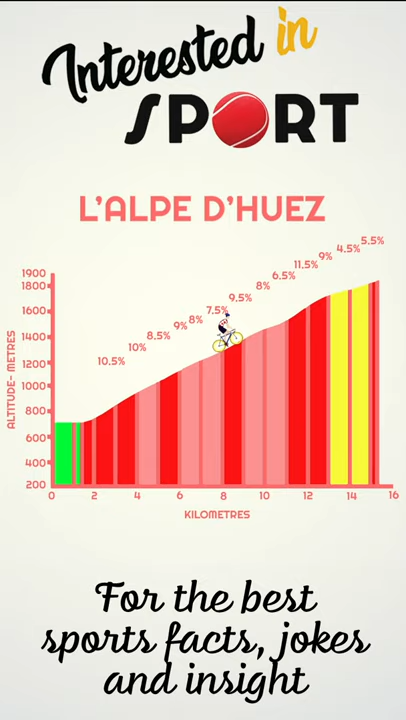 Interested in
SPORT
L'ALPE D'HUEZ
5.5%
4.5%
9%
11.5%
6.5%
8%
9.5%
7.5%
8%
9%
8.5%
10%
10.5%
1900
1800
1600
1400
1200
1000
800
600
400
200
ALTITUDE- METRES
0 2 4 6 8 10 12 14 16
KILOMETRES
For the best
sports facts, jokes
and insight